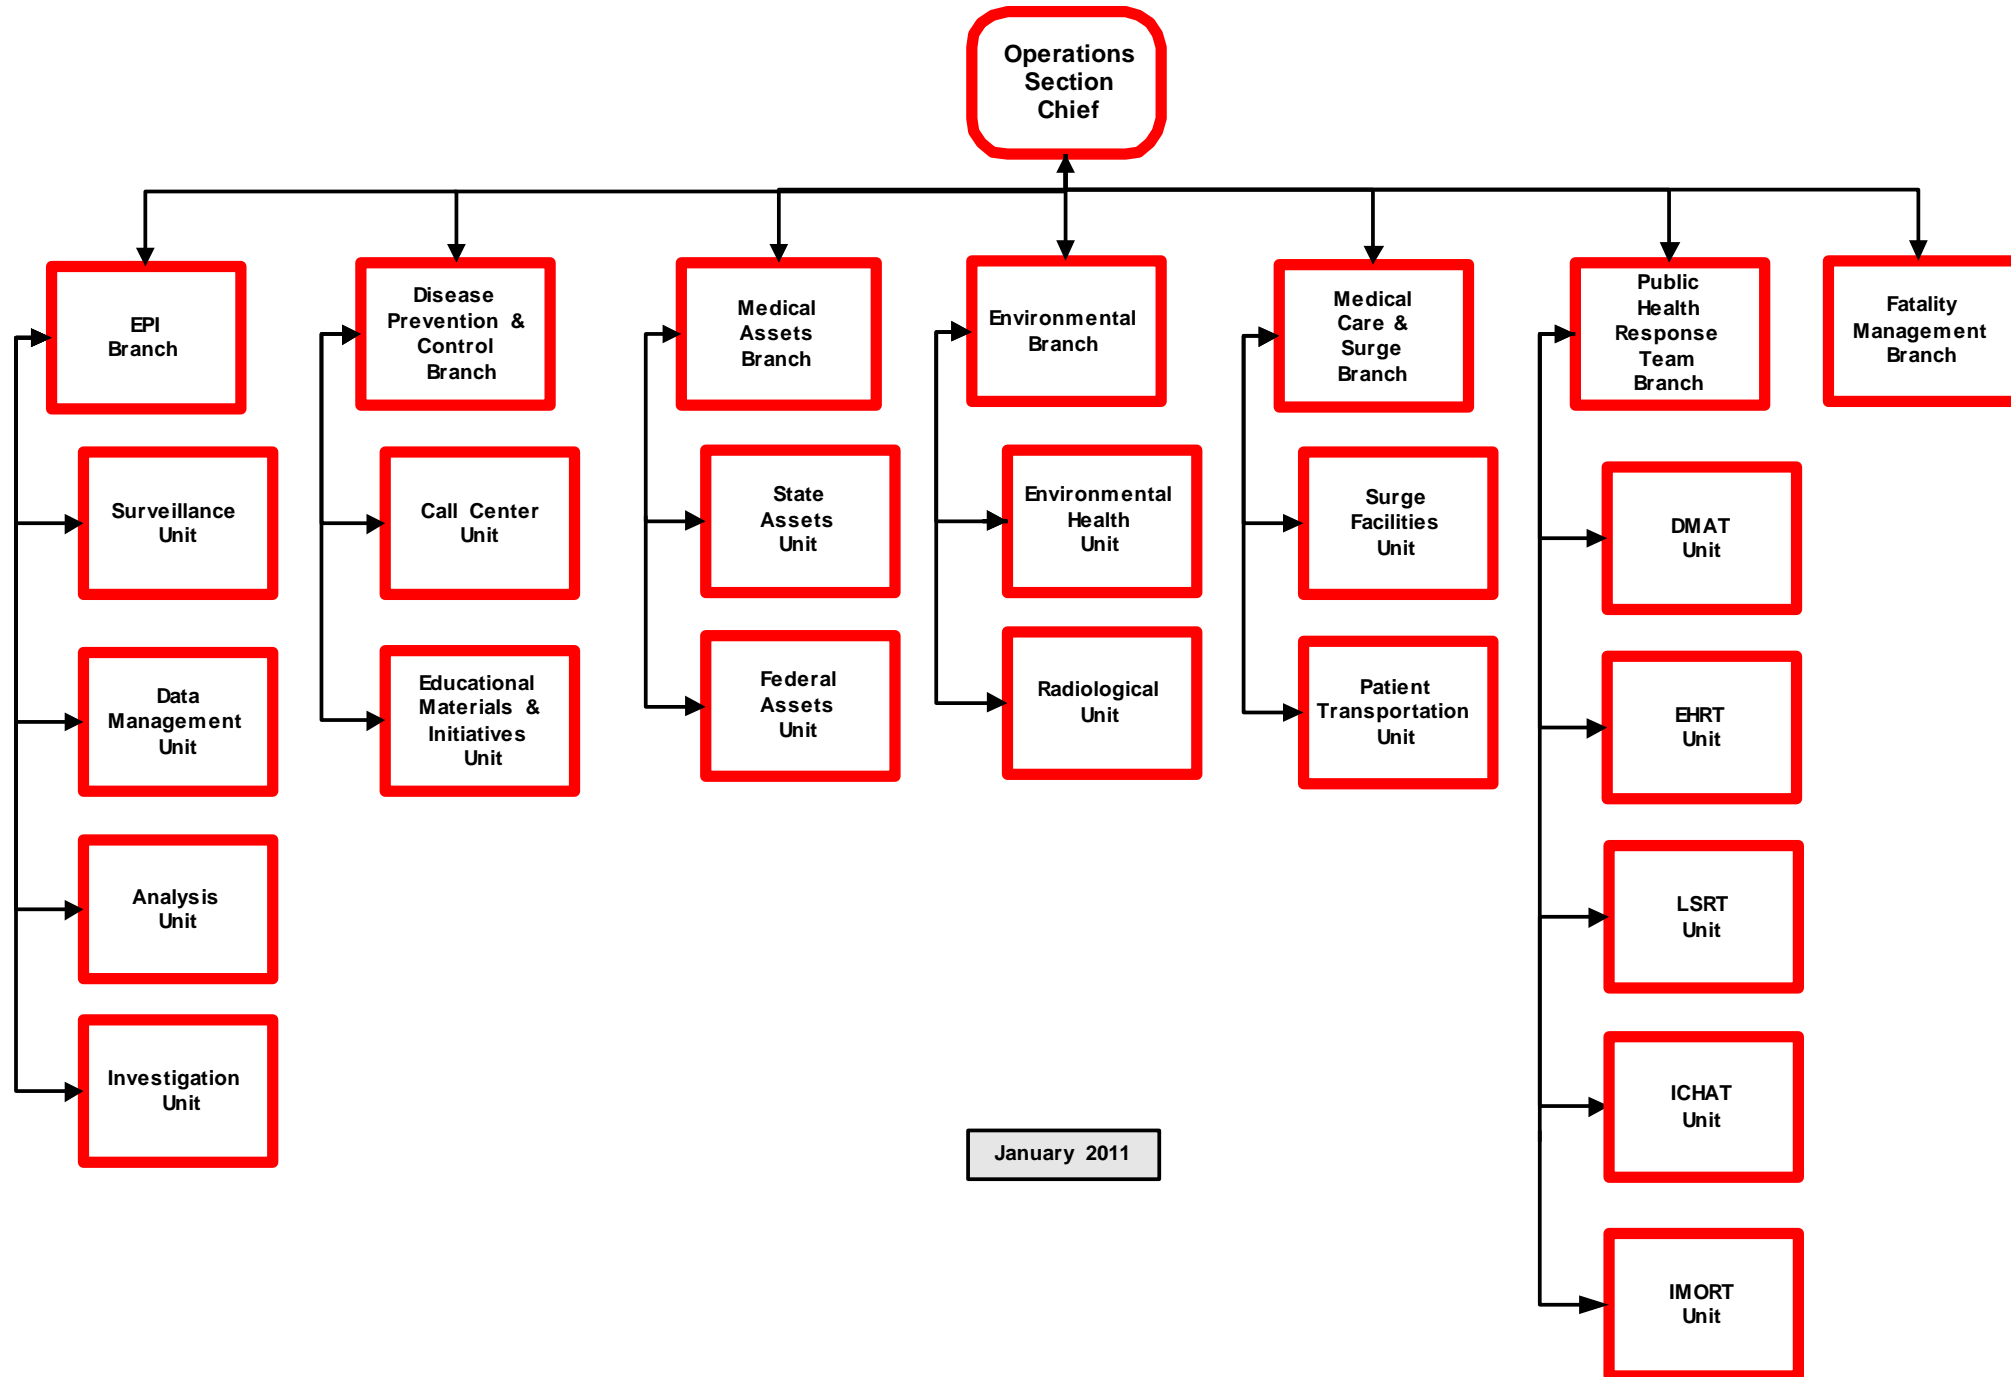 Operations
Section
Chief
EPI
Branch
Disease
Prevention &
Control
Branch
Medical
Assets
Branch
Environmental
Branch
Medical
Care &
Surge
Branch
Public
Health
Response
Team
Branch
Fatality
Management
Branch
Surveillance
Unit
Call Center
Unit
State
Assets
Unit
Environmental
Health
Unit
Surge
Facilities
Unit
DMAT
Unit
Data
Management
Unit
Educational
Materials &
Initiatives
Unit
Federal
Assets
Unit
Radiological
Unit
Patient
Transportation
Unit
EHRT
Unit
Analysis
Unit
LSRT
Unit
Investigation
Unit
ICHAT
Unit
January 2011
IMORT
Unit